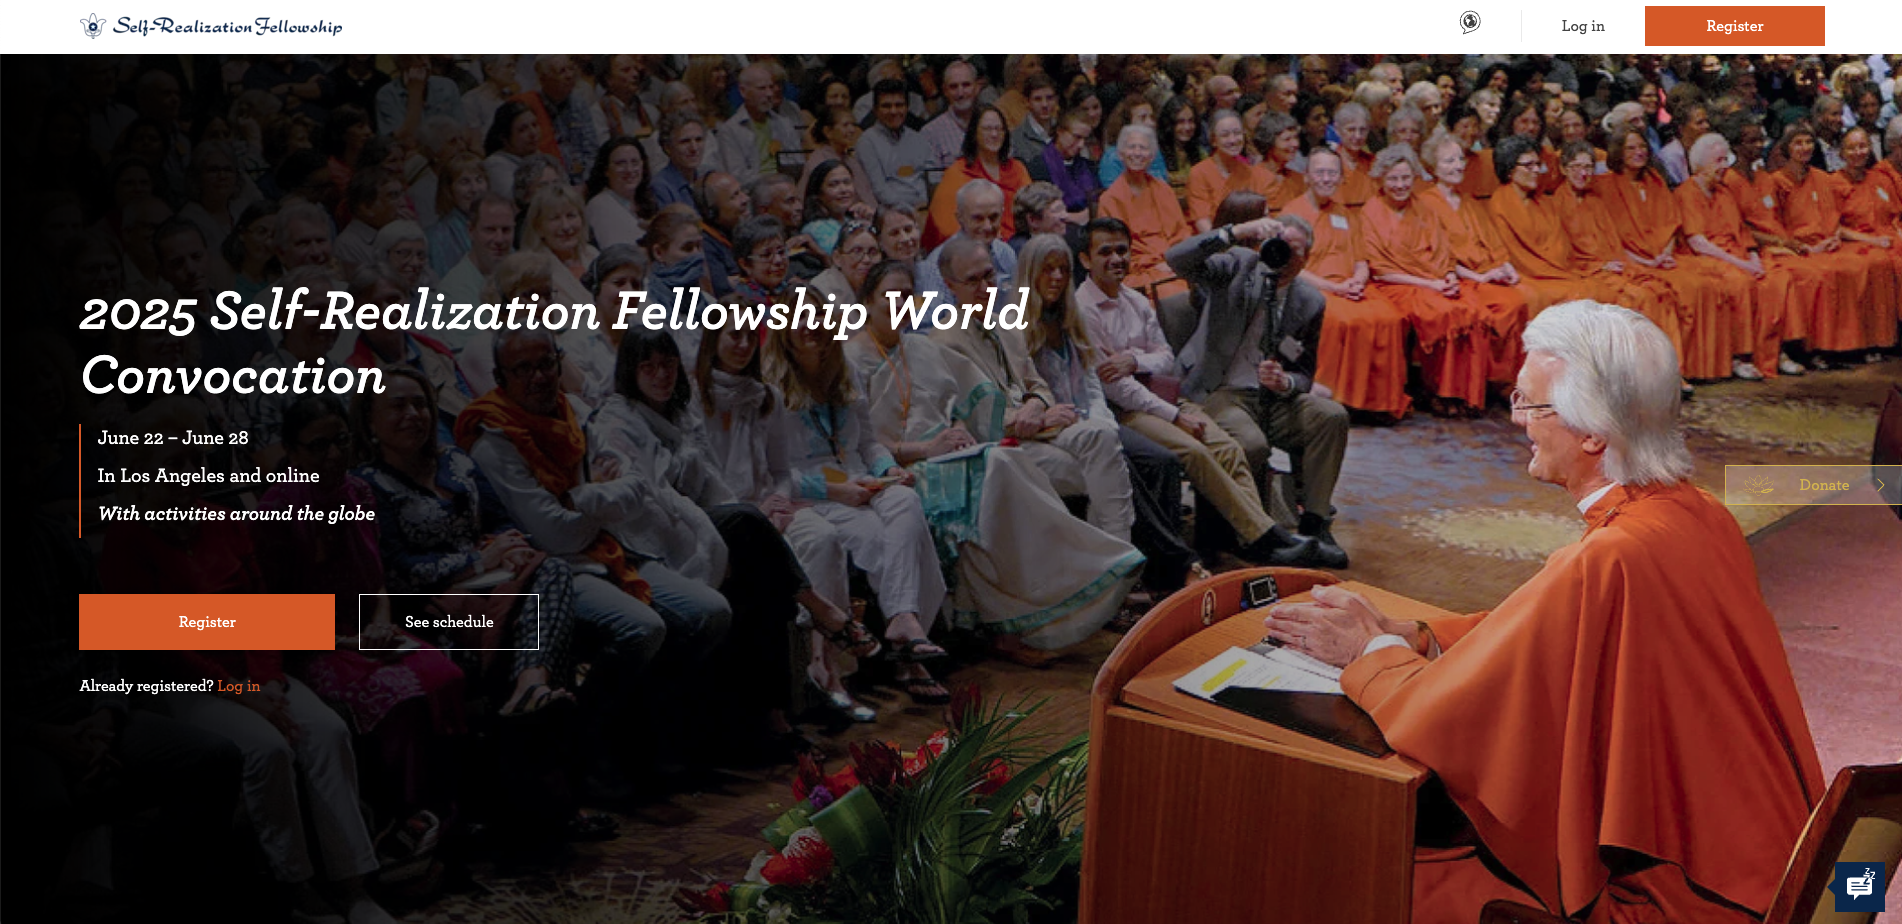 Self-Realization Fellowship
Log in
Register
2025 Self-Realization Fellowship World
Convocation
June 22 – June 28
In Los Angeles and online
With activities around the globe
Donate
Register
See schedule
Already registered? Log in
z
z
z